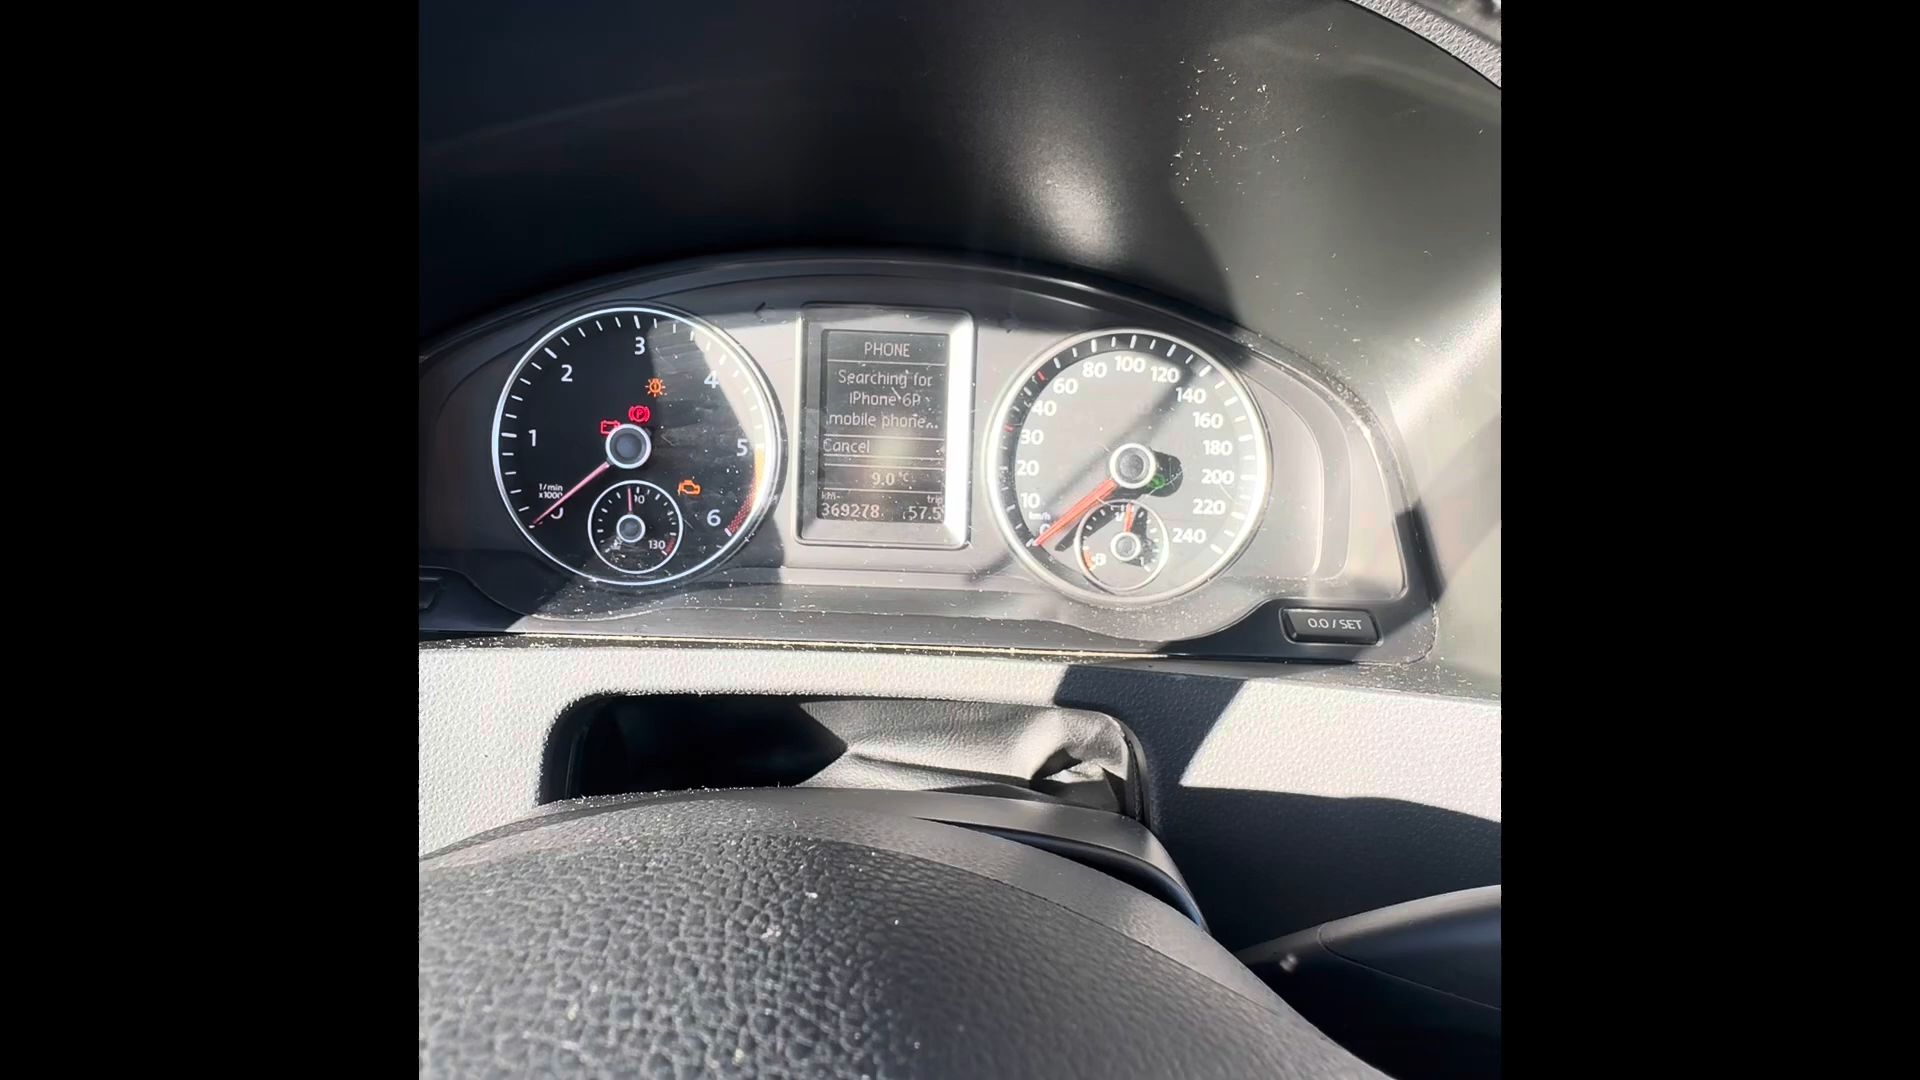 1
2
3
4
5
6
1/min
x1000
10
130
PHONE
Searching for
iPhone 6P
mobile phone..
Cancel
9.0 °C
km
trip
369278
57.5
0
10
20
30
40
60
80
100
120
140
160
180
200
220
240
km/h
0.0 / SET